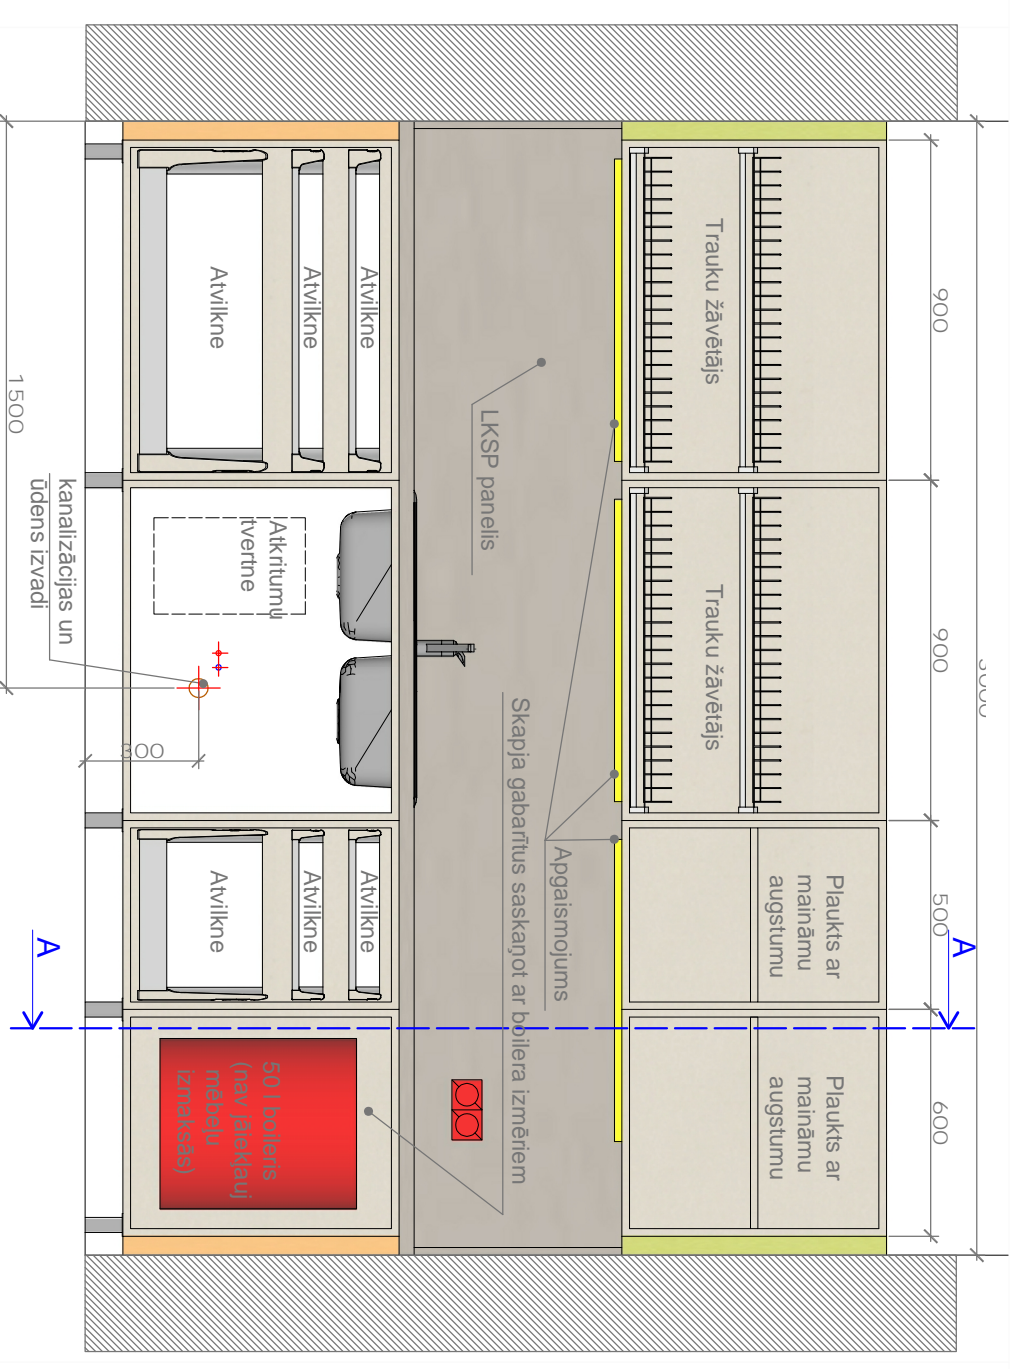 3000
900
900
500
600
A
A
Trauku žāvētājs
Trauku žāvētājs
Plaukts ar
maināmu
augstumu
Plaukts ar
maināmu
augstumu
LKSP panelis
Apgaismojums
Skapja gabarītus saskaņot ar boilera izmēriem
Atvilkne
Atvilkne
Atvilkne
Atkritumu
tvertne
Atvilkne
Atvilkne
Atvilkne
50 l boileris
(nav jāiekļauj
mēbeļu
izmaksās)
300
kanalizācijas un
ūdens izvadi
1500